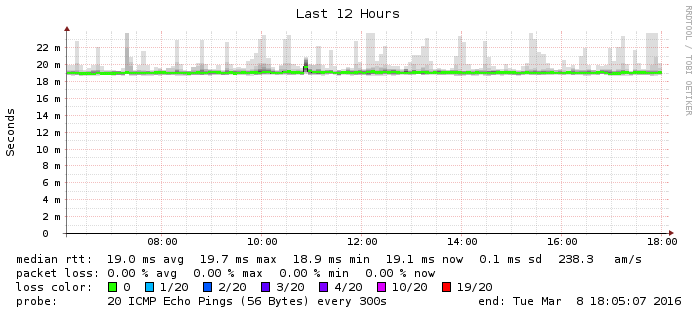 Last 12 Hours
RRDTOOL / TOBI OETIKER
Seconds
22 m
20 m
18 m
16 m
14 m
12 m
10 m
8 m
6 m
4 m
2 m
0
08:00 10:00 12:00 14:00 16:00 18:00
median rtt: 19.0 ms avg 19.7 ms max 18.9 ms min 19.1 ms now 0.1 ms sd 238.3 am/s
packet loss: 0.00 % avg 0.00 % max 0.00 % min 0.00 % now
loss color: 0 1/20 2/20 3/20 4/20 10/20 19/20
probe: 20 ICMP Echo Pings (56 Bytes) every 300s end: Tue Mar 8 18:05:07 2016